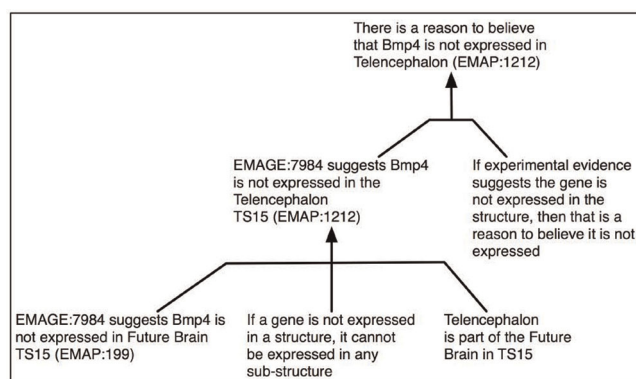 There is a reason to believe
that Bmp4 is not expressed in
Telencephalon (EMAP:1212)
EMAGE:7984 suggests Bmp4
is not expressed in the
Telencephalon
TS15 (EMAP:1212)
If experimental evidence
suggests the gene is
not expressed in the
structure, then that is a
reason to believe it is not
expressed
EMAGE:7984 suggests Bmp4 is
not expressed in Future Brain
TS15 (EMAP:199)
If a gene is not expressed
in a structure, it cannot
be expressed in any
sub-structure
Telencephalon
is part of the Future
Brain in TS15